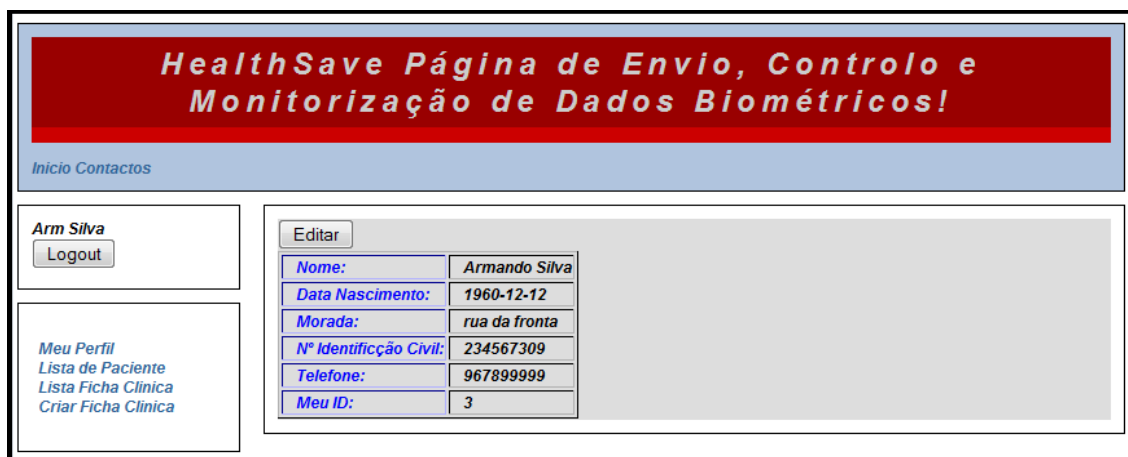 HealthSave Página de Envio, Controlo e
Monitorização de Dados Biométricos!
Inicio Contactos
Arm Silva
Logout
Meu Perfil
Lista de Paciente
Lista Ficha Clinica
Criar Ficha Clinica
Editar
Nome: Armando Silva
Data Nascimento: 1960-12-12
Morada: rua da fronta
Nº Identificção Civil: 234567309
Telefone: 967899999
Meu ID: 3